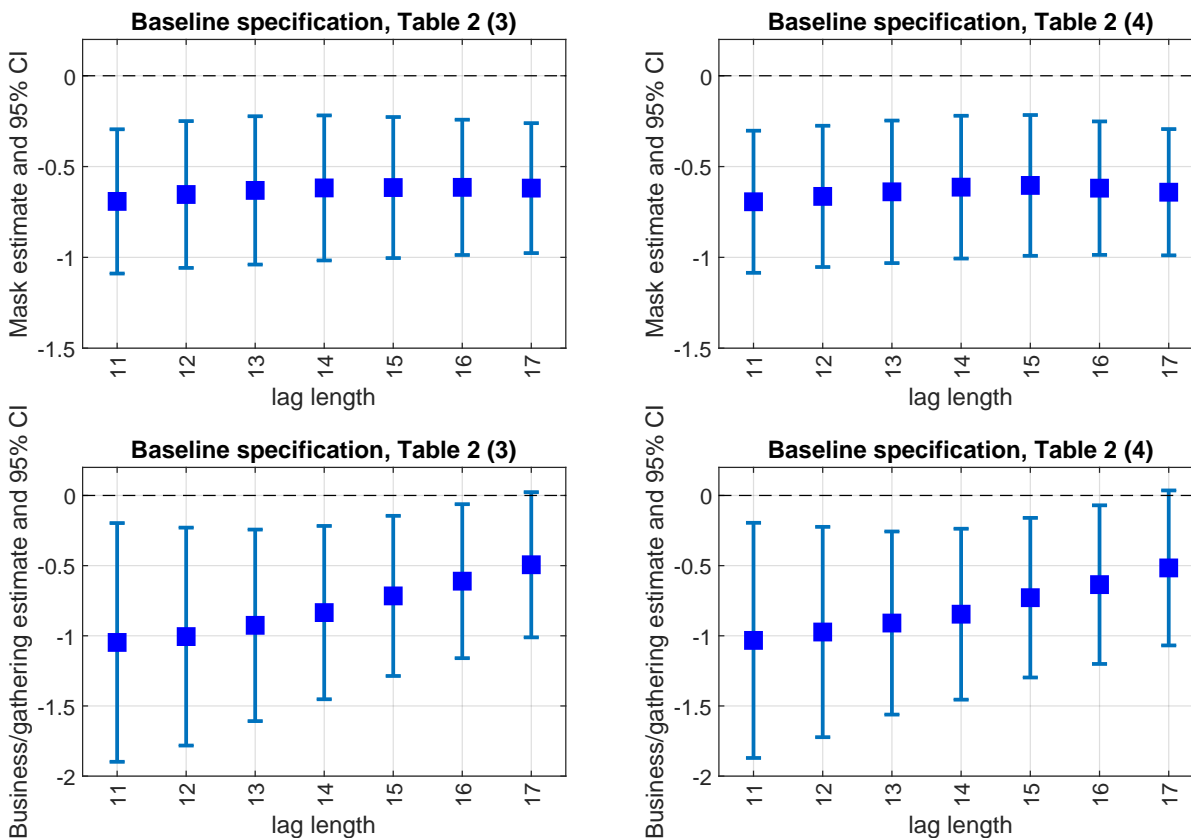 Baseline specification, Table 2 (3)
Mask estimate and 95% CI
0
-0.5
-1
-1.5
11 12 13 14 15 16 17
lag length
Baseline specification, Table 2 (4)
Mask estimate and 95% CI
0
-0.5
-1
-1.5
11 12 13 14 15 16 17
lag length
Baseline specification, Table 2 (3)
Business/gathering estimate and 95% CI
0
-0.5
-1
-1.5
-2
11 12 13 14 15 16 17
lag length
Baseline specification, Table 2 (4)
Business/gathering estimate and 95% CI
0
-0.5
-1
-1.5
-2
11 12 13 14 15 16 17
lag length